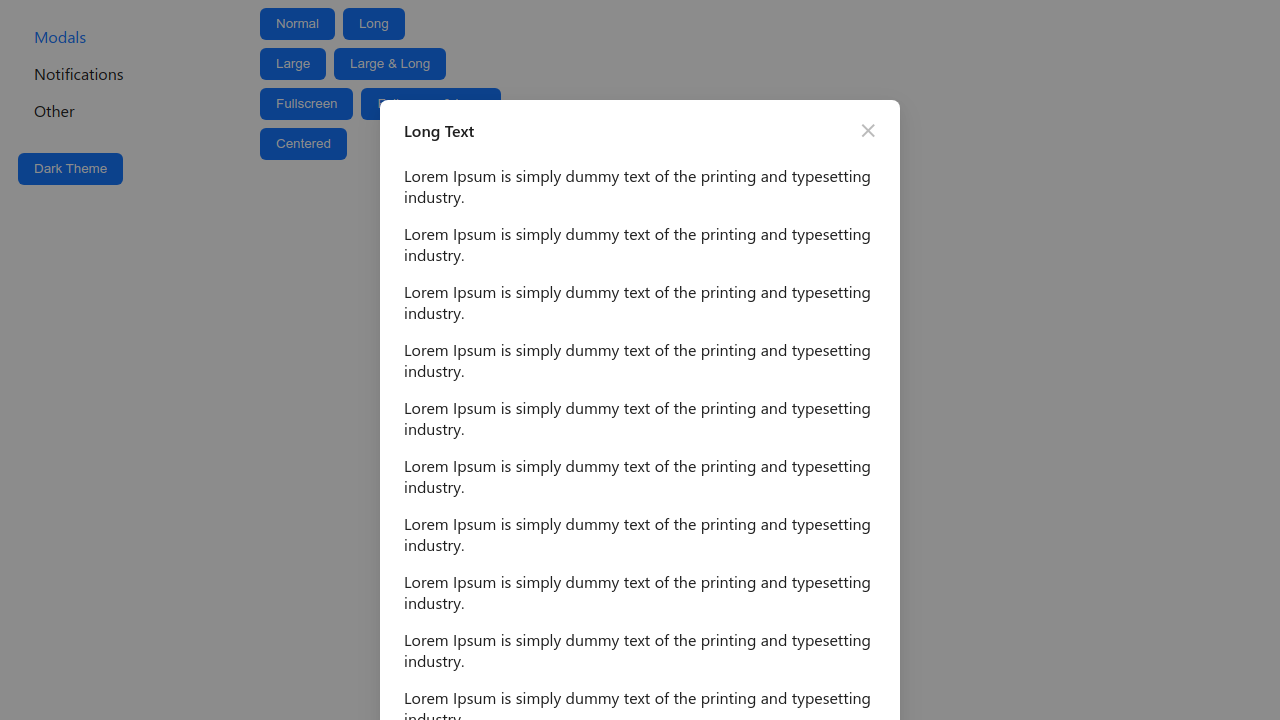 Modals
Notifications
Other
Dark Theme
Normal
Long
Large
Large & Long
Fullscreen
Centered
Long Text
Lorem Ipsum is simply dummy text of the printing and typesetting
industry.
Lorem Ipsum is simply dummy text of the printing and typesetting
industry.
Lorem Ipsum is simply dummy text of the printing and typesetting
industry.
Lorem Ipsum is simply dummy text of the printing and typesetting
industry.
Lorem Ipsum is simply dummy text of the printing and typesetting
industry.
Lorem Ipsum is simply dummy text of the printing and typesetting
industry.
Lorem Ipsum is simply dummy text of the printing and typesetting
industry.
Lorem Ipsum is simply dummy text of the printing and typesetting
industry.
Lorem Ipsum is simply dummy text of the printing and typesetting
industry.
Lorem Ipsum is simply dummy text of the printing and typesetting
industry.